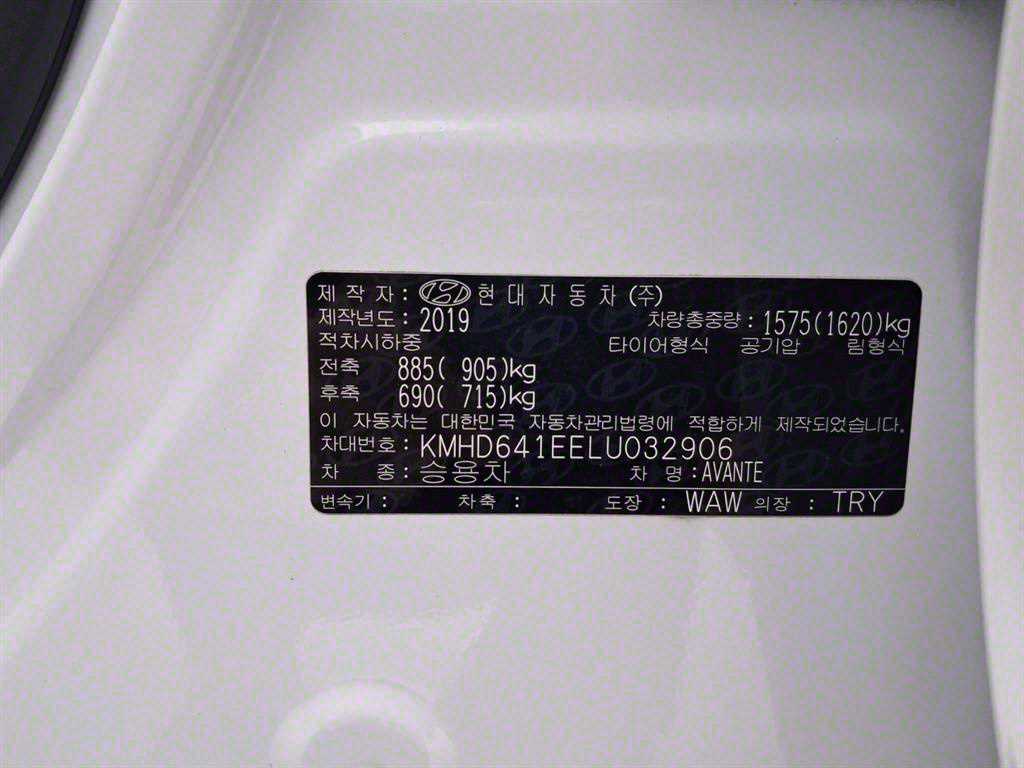 제작자: 현대자동차(주)
제작년도: 2019 차량총중량: 1575(1620)kg
적차시하중 타이어형식 공기압 림형식
전축 885( 905)kg
후축 690( 715)kg
이 자동차는 대한민국 자동차관리법령에 적합하게 제작되었습니다.
차대번호: KMHD641EELU032906
차 종: 승용차 차 명: AVANTE
변속기: 차축: 도장: WAW 의장: TRY